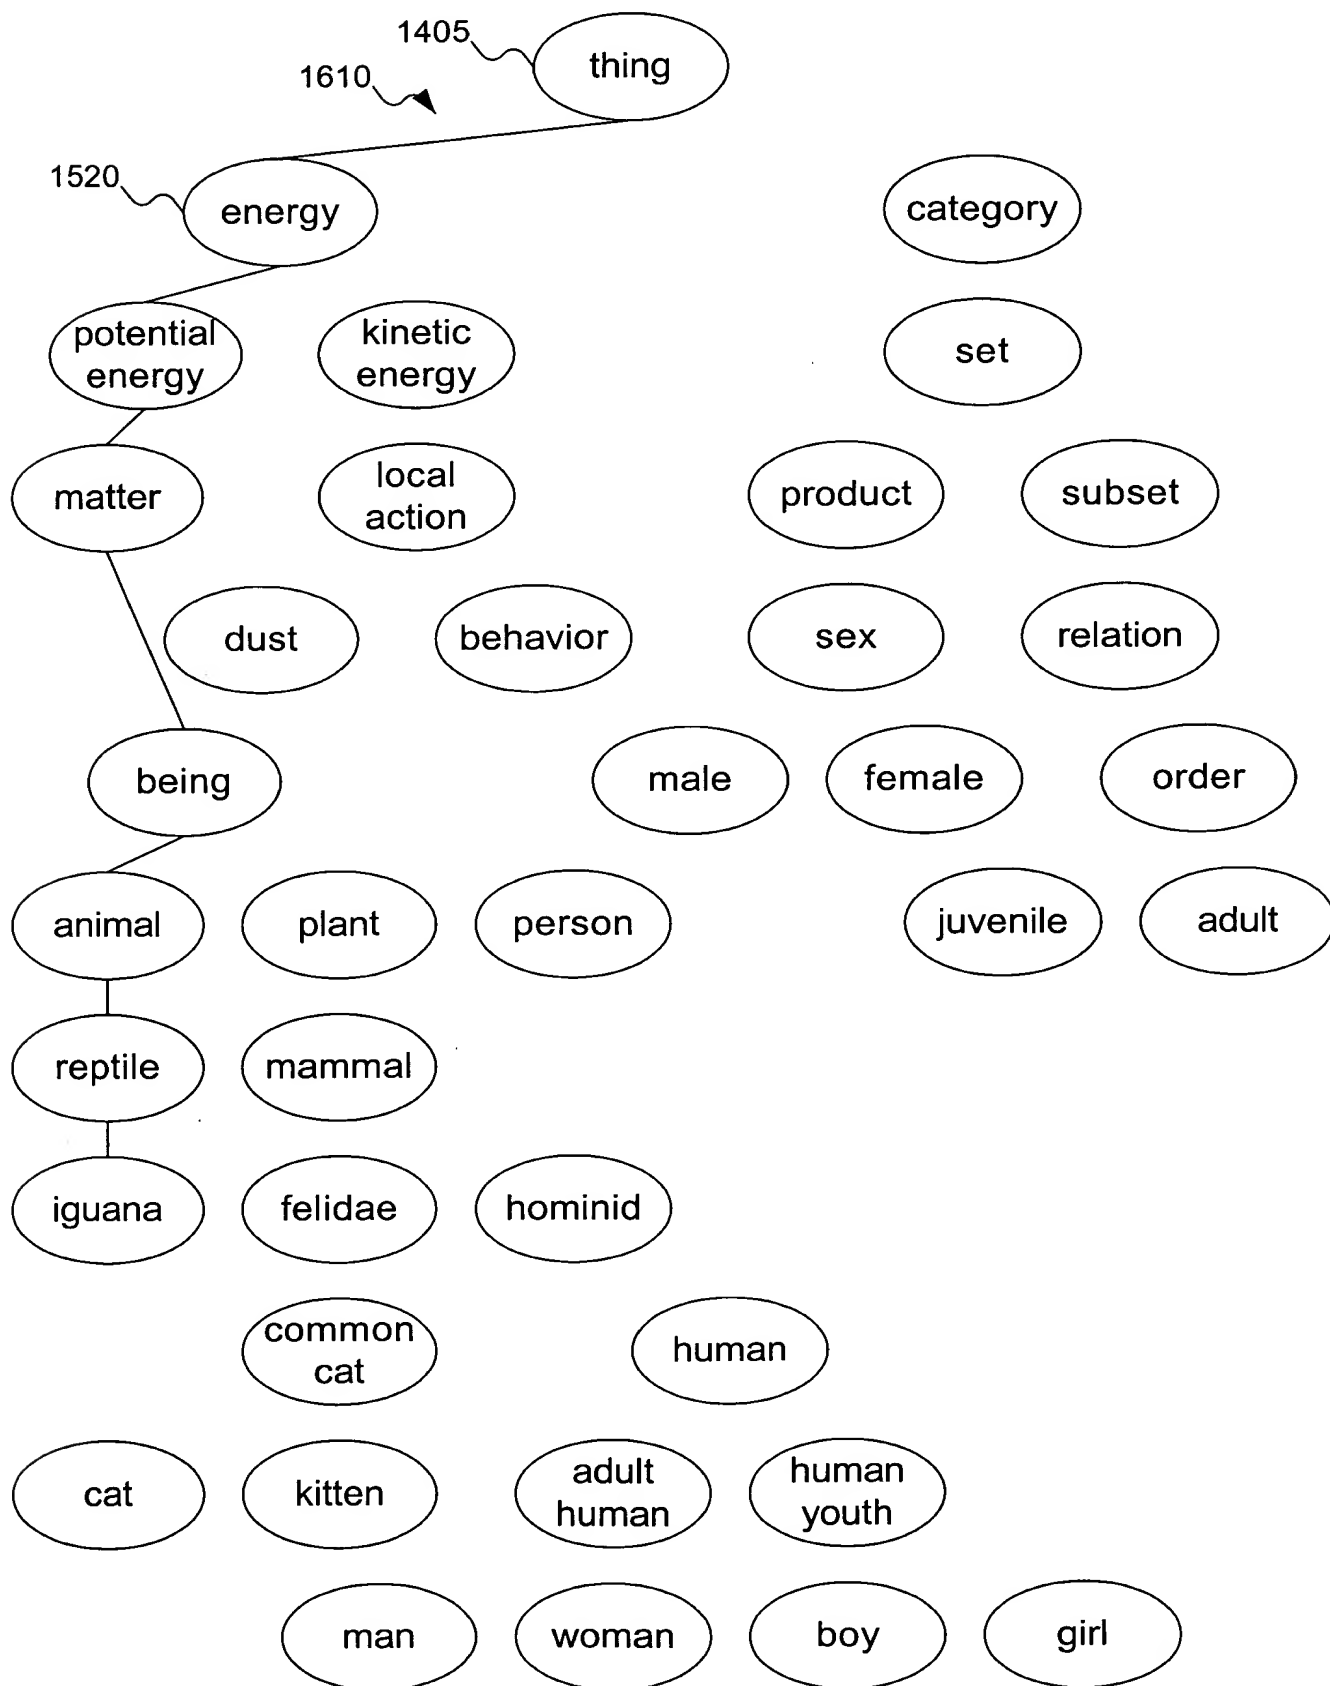 1405
thing
1610
1520
energy
category
potential
energy
kinetic
energy
set
matter
local
action
product
subset
dust
behavior
sex
relation
being
male
female
order
animal
plant
person
juvenile
adult
reptile
mammal
iguana
felidae
hominid
common
cat
human
cat
kitten
adult
human
human
youth
man
woman
boy
girl